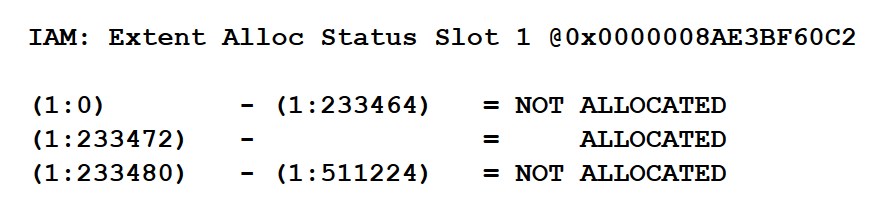 IAM: Extent Alloc Status Slot 1 @0x0000008AE3BF60C2
(1:0) - (1:233464) = NOT ALLOCATED
(1:233472) - = ALLOCATED
(1:233480) - (1:511224) = NOT ALLOCATED